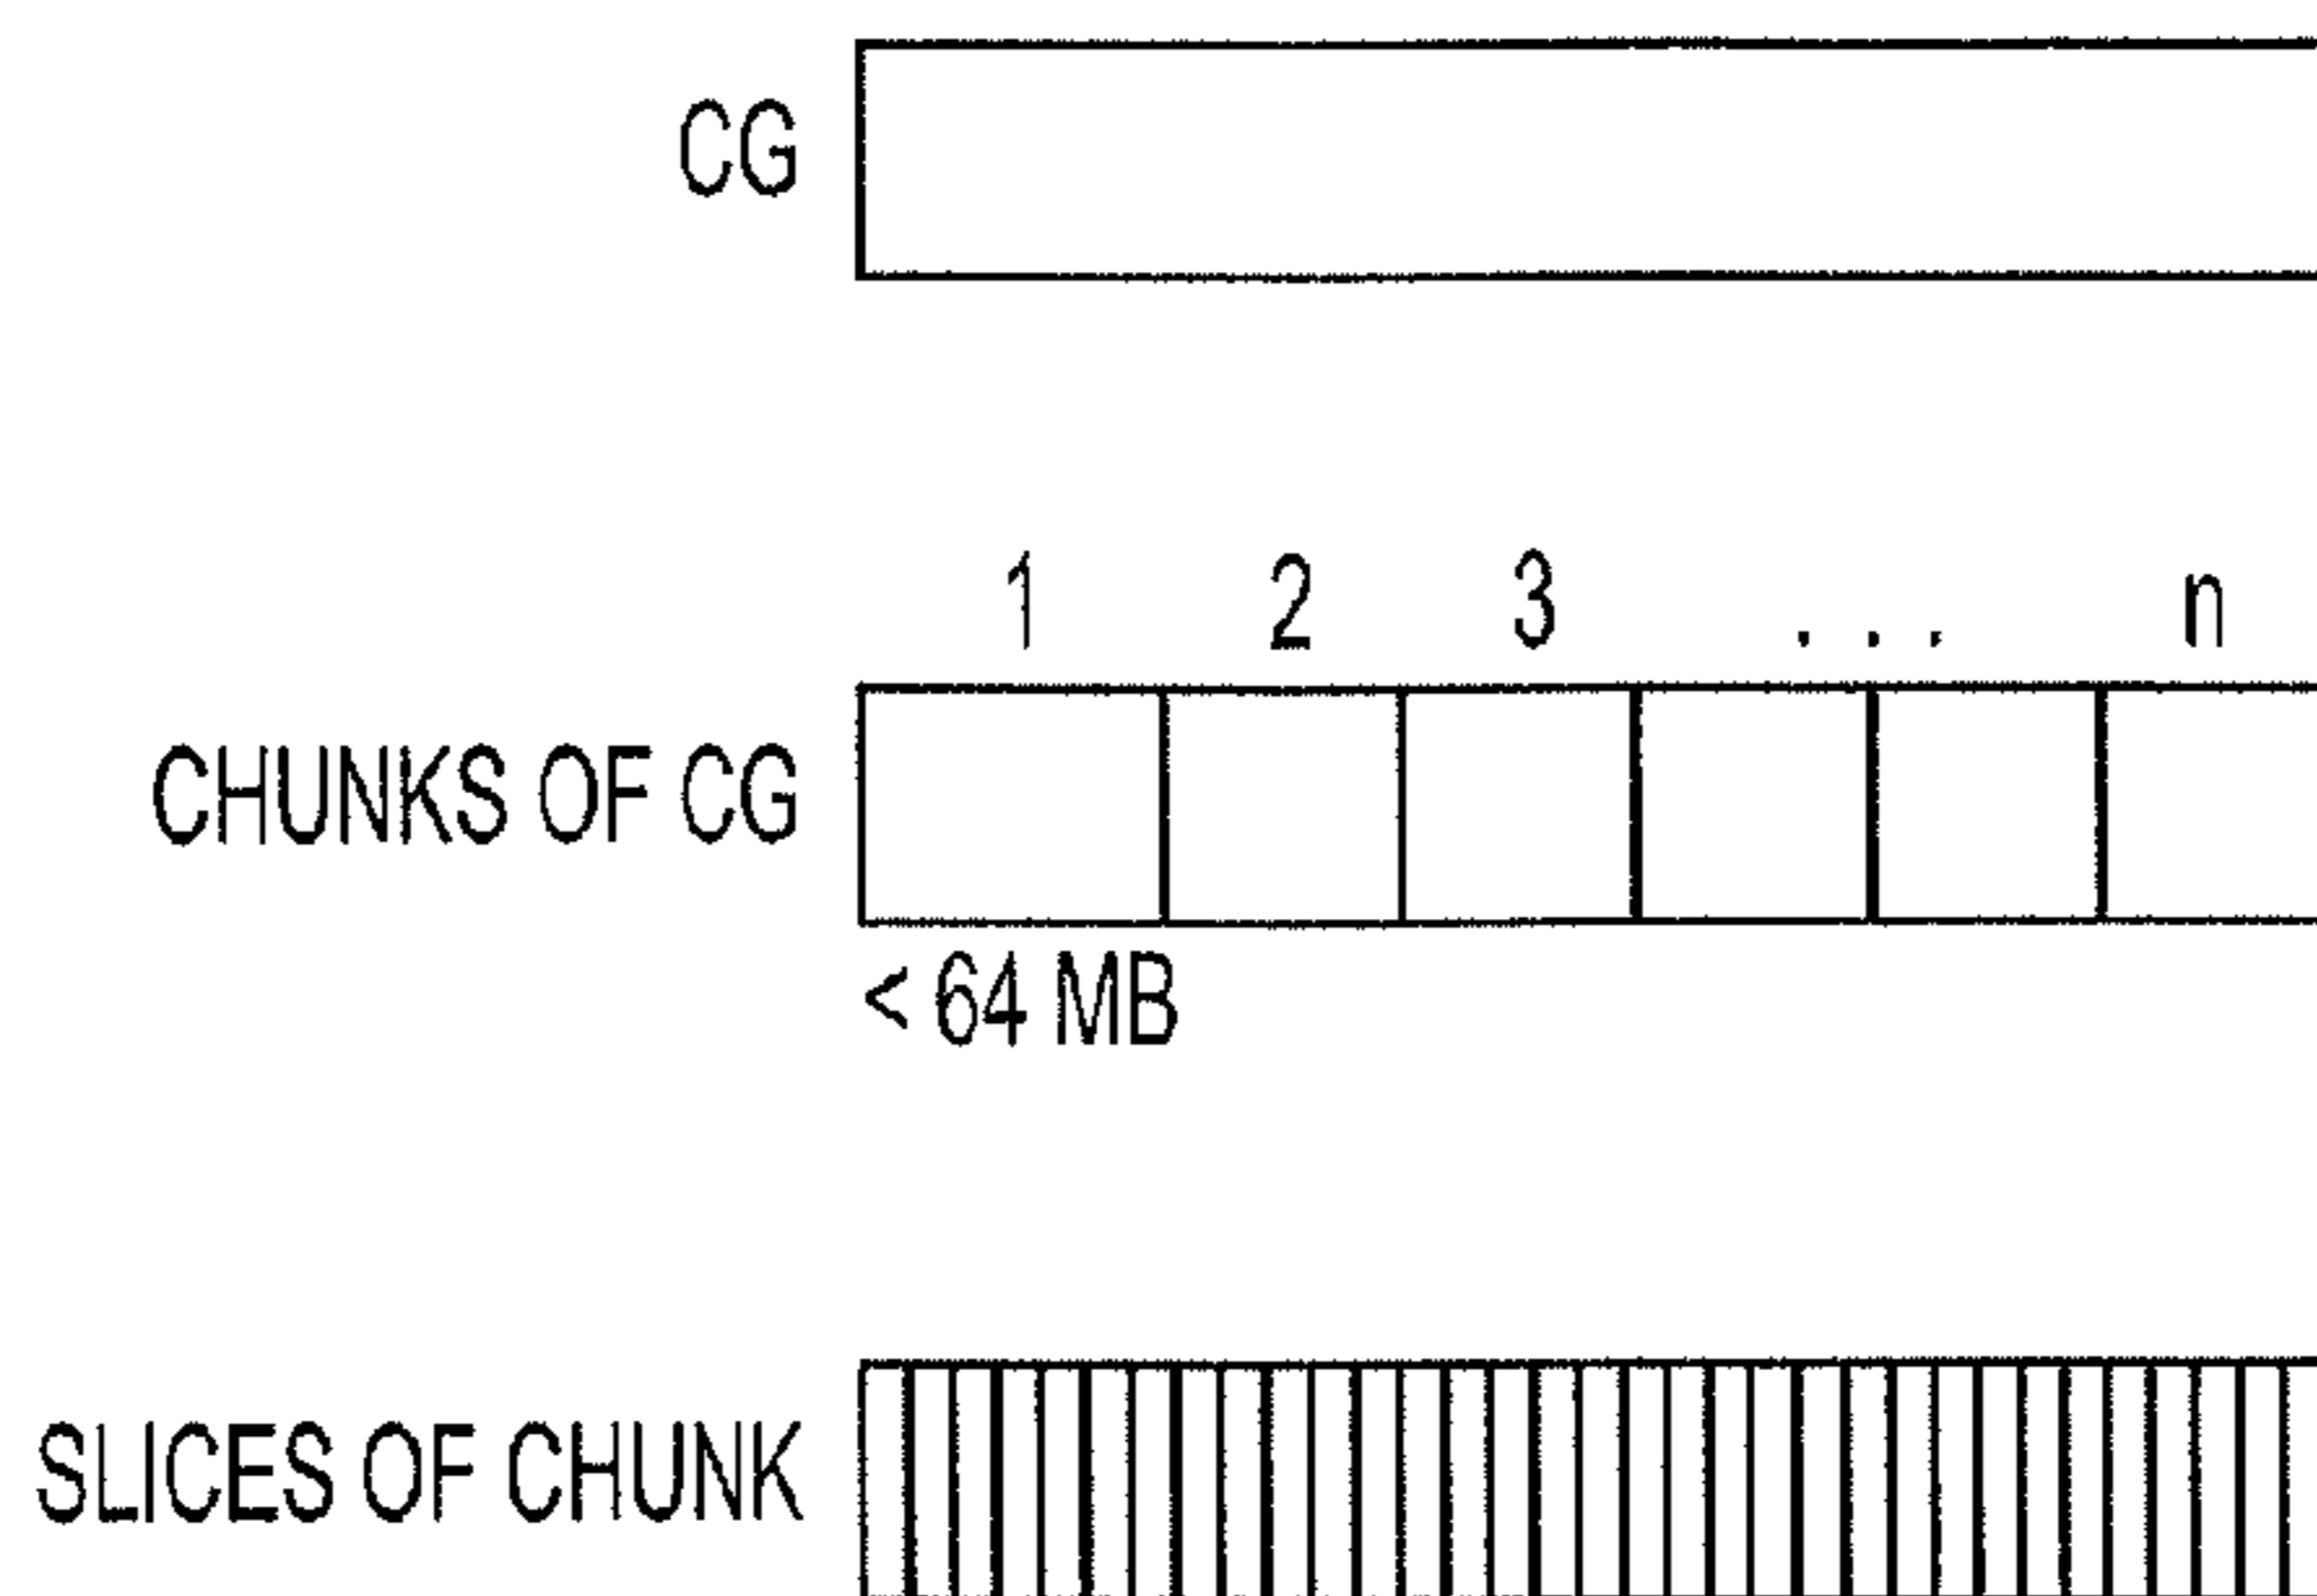 CG
1 2 3 . . . n
CHUNKS OF CG
< 64 MB
SLICES OF CHUNK